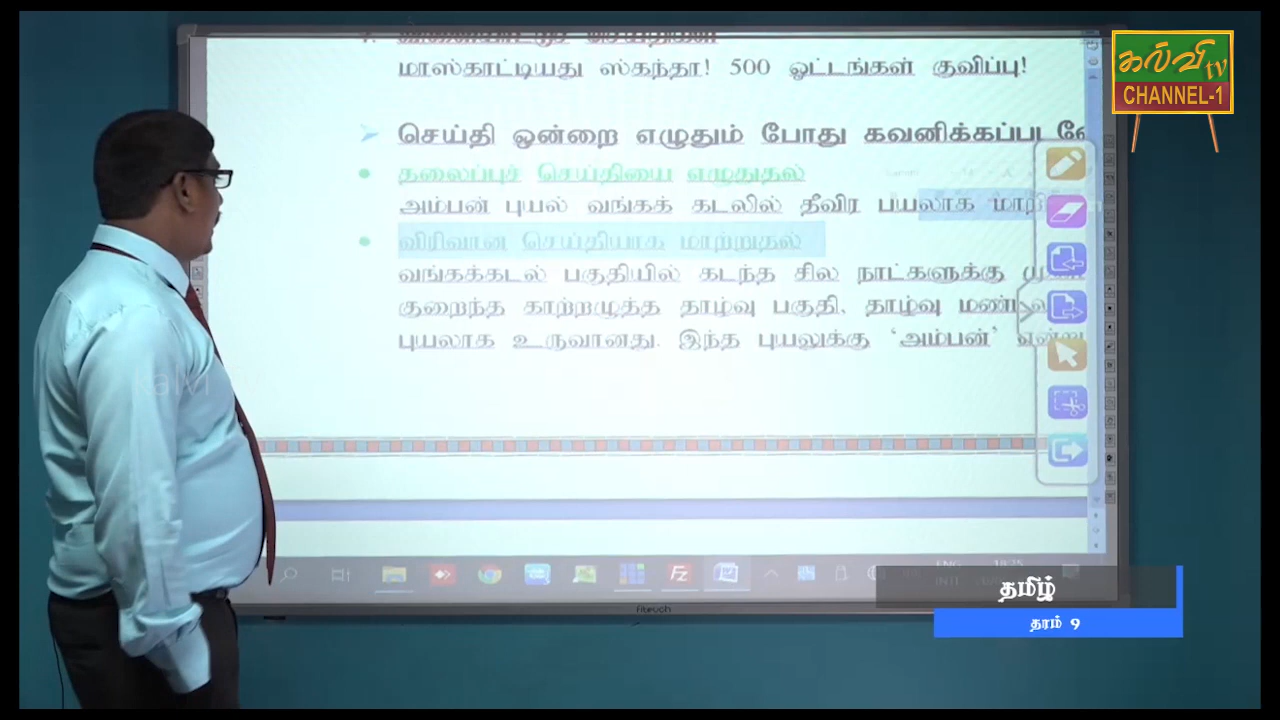 மாஸ்காட்டியது ஸ்கந்தா! 500 ஓட்டங்கள் குவிப்பு!
செய்தி ஒன்றை எழுதும் போது கவனிக்கப்பட
தலைப்புச் செய்தியை எழுதுதல்
அம்பன் புயல் வங்கக் கடலில் தீவிர
விரிவான செய்தியாக மாற்றுதல்
வங்கக்கடல் பகுதியில் கடந்த சில நாட்களுக்கு
குறைந்த காற்றழுத்த தாழ்வு பகுதி, தாழ்வு
புயலாக உருவானது. இந்த புயலுக்கு ‘அம்பன்’ என்று
கல்வி tv
CHANNEL-1
தமிழ்
தரம் 9